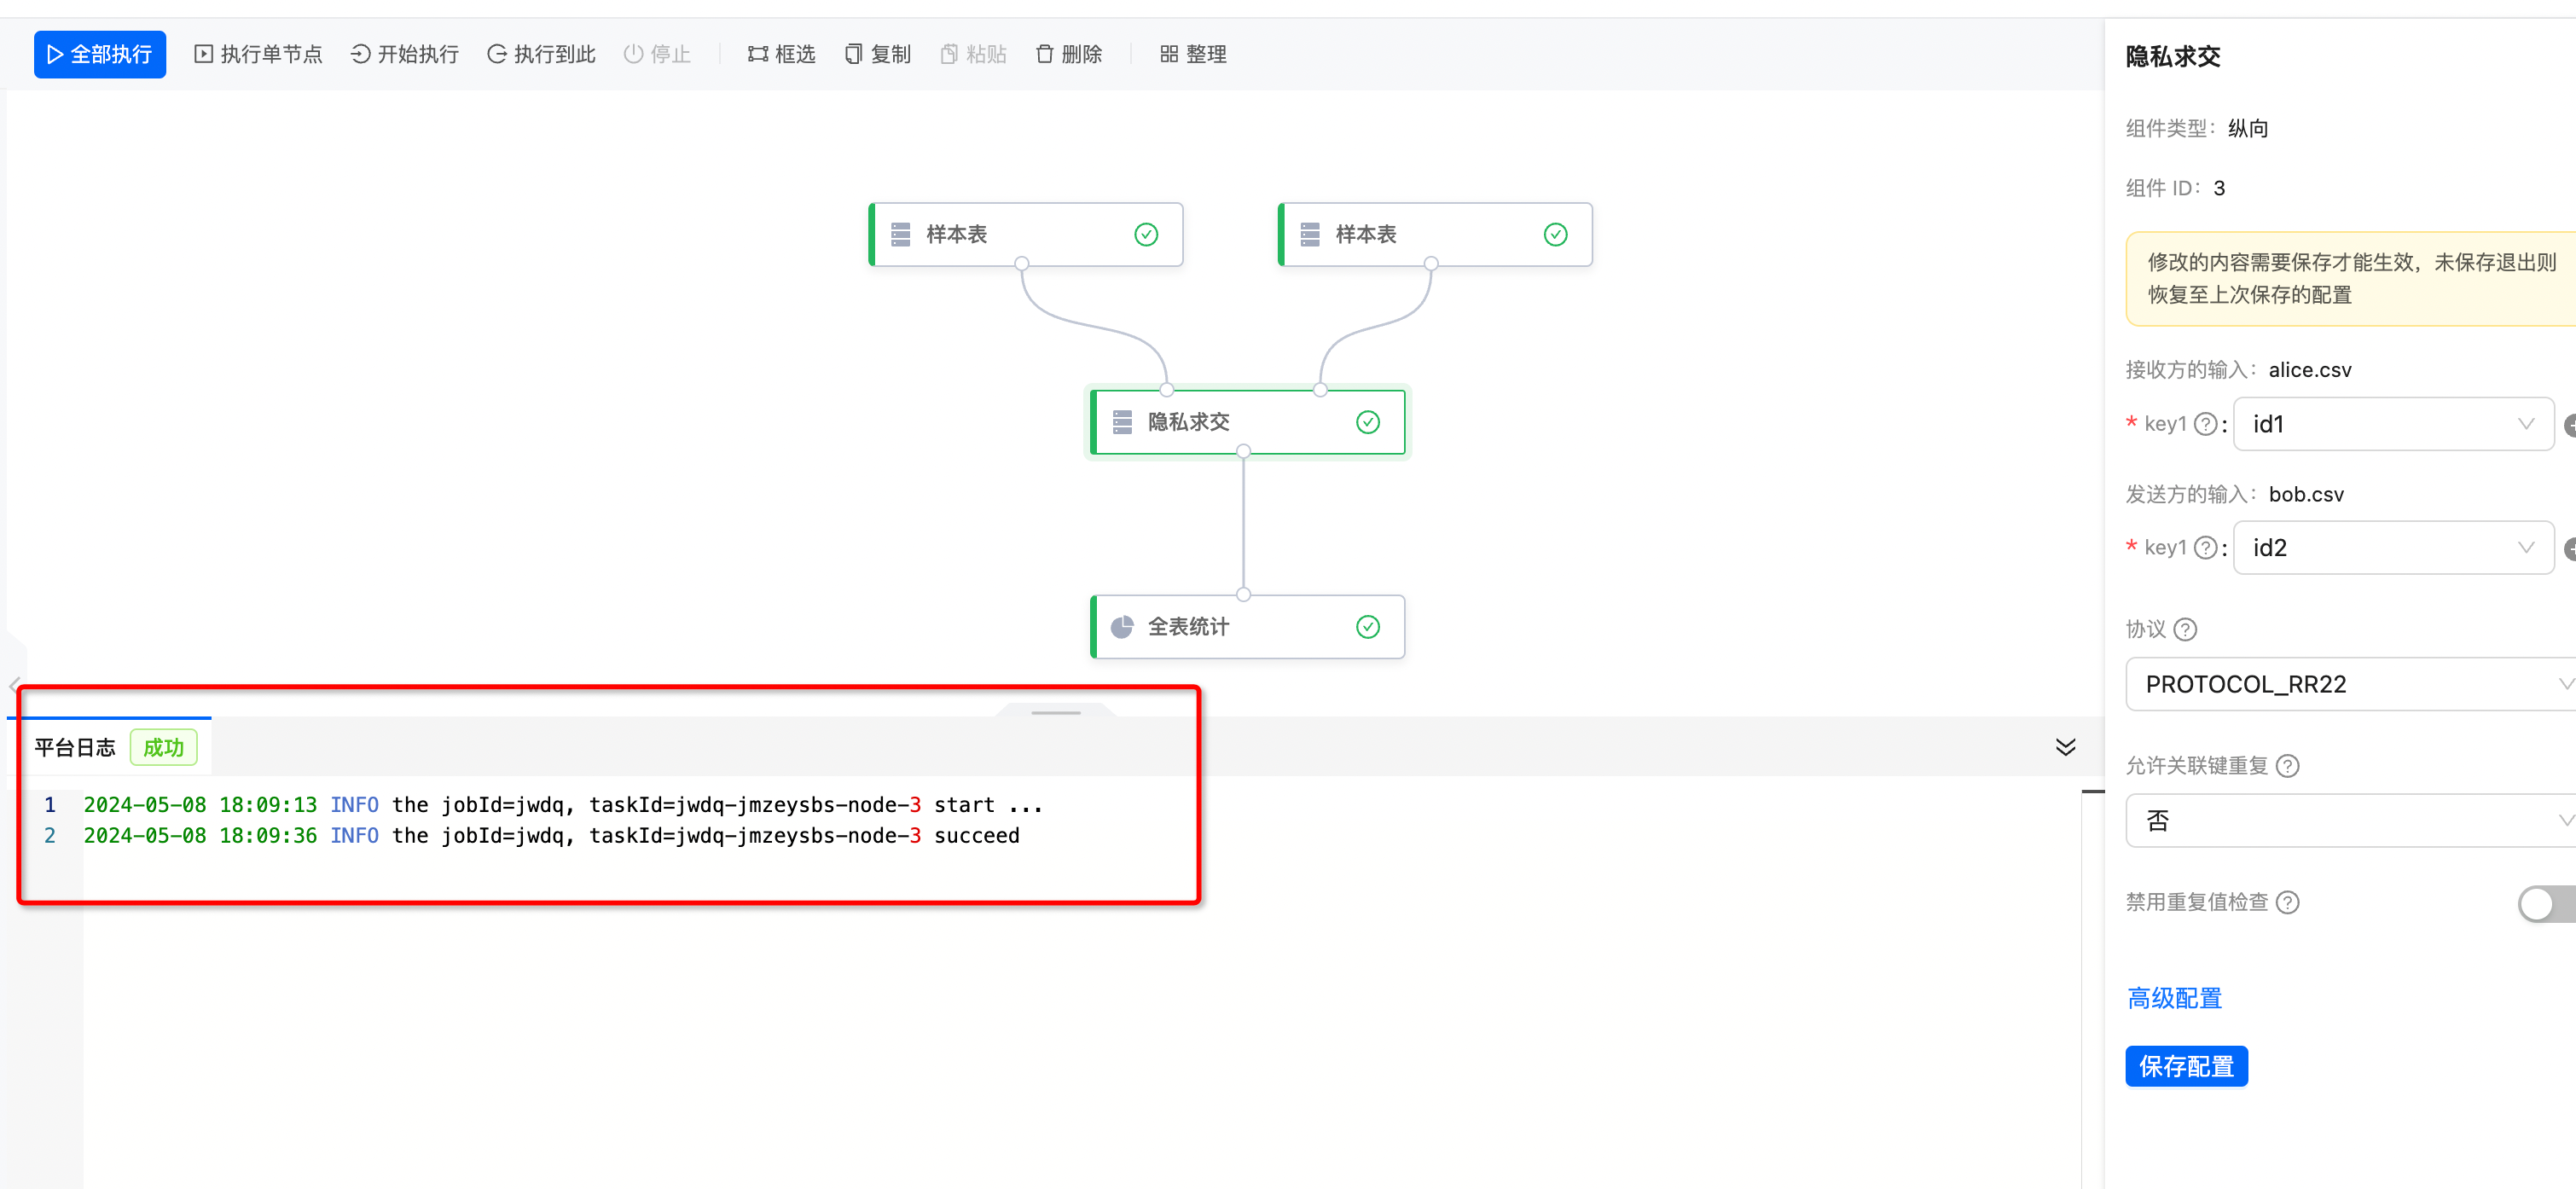 全部执行 执行单节点 开始执行 执行到此 停止 框选 复制 粘贴 删除 整理
样本表 样本表
隐私求交
全表统计
平台日志 成功
1 2024-05-08 18:09:13 INFO the jobId=jwdq, taskId=jwdq-jmzeysbs-node-3 start ...
2 2024-05-08 18:09:36 INFO the jobId=jwdq, taskId=jwdq-jmzeysbs-node-3 succeed
隐私求交
组件类型：纵向
组件 ID：3
修改的内容需要保存才能生效，未保存退出则
恢复至上次保存的配置
接收方的输入：alice.csv
* key1 ? : id1
发送方的输入：bob.csv
* key1 ? : id2
协议 ?
PROTOCOL_RR22
允许关联键重复 ?
否
禁用重复值检查 ?
高级配置
保存配置